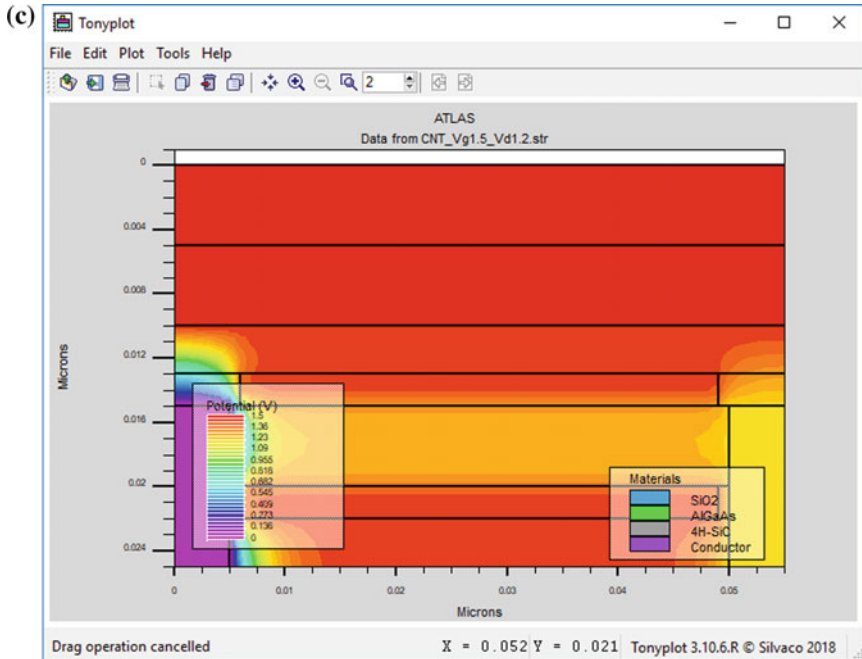 (c)
Tonyplot
File Edit Plot Tools Help
2
ATLAS
Data from CNT_Vg1.5_Vd1.2.str
0
0.004
0.008
0.012
0.016
0.02
0.024
Microns
Potential (V)
1.5
1.36
1.23
1.09
0.955
0.818
0.682
0.545
0.409
0.273
0.136
0
Materials
SiO2
AlGaAs
4H-SiC
Conductor
0 0.01 0.02 0.03 0.04 0.05
Microns
Drag operation cancelled X = 0.052 Y = 0.021 Tonyplot 3.10.6.R © Silvaco 2018